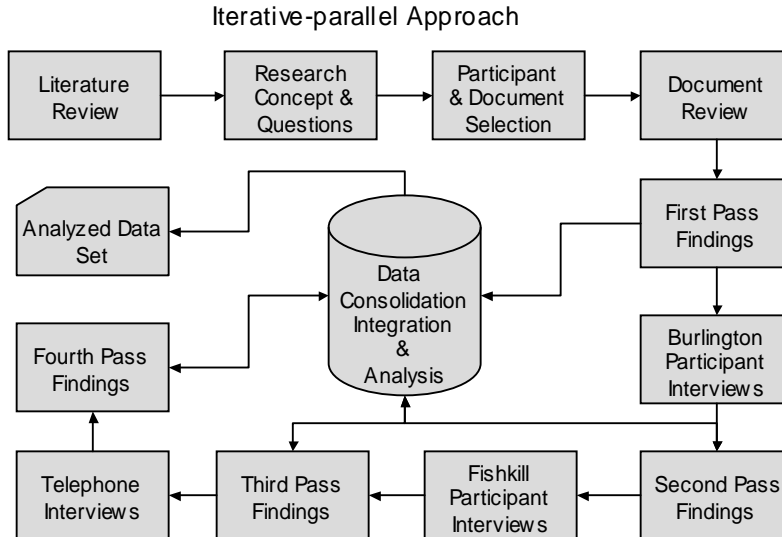 Iterative-parallel Approach
Literature
Review
Research
Concept &
Questions
Participant
& Document
Selection
Document
Review
First Pass
Findings
Analyzed Data
Set
Data
Consolidation
Integration
&
Analysis
Burlington
Participant
Interviews
Fourth Pass
Findings
Telephone
Interviews
Third Pass
Findings
Fishkill
Participant
Interviews
Second Pass
Findings